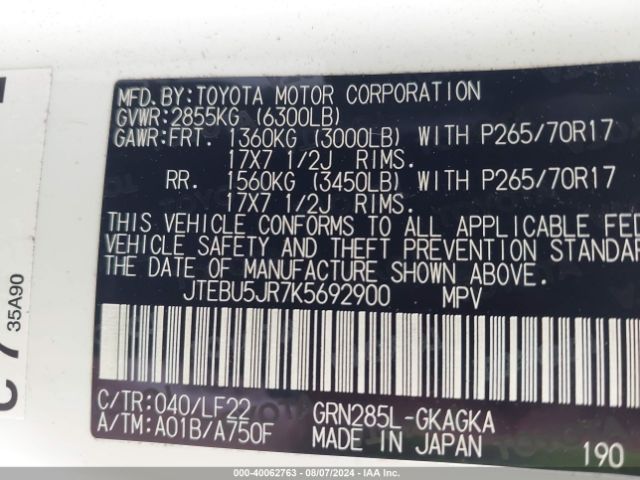 MFD.BY:TOYOTA MOTOR CORPORATION
GVWR:2855KG (6300LB)
GAWR:FRT. 1360KG (3000LB) WITH P265/70R17
17X7 1/2J RIMS.
RR. 1560KG (3450LB) WITH P265/70R17
17X7 1/2J RIMS.
THIS VEHICLE CONFORMS TO ALL APPLICABLE FE
VEHICLE SAFETY AND THEFT PREVENTION STANDAR
THE DATE OF MANUFACTURE SHOWN ABOVE.
JTEBU5JR7K5692900 MPV
C/TR:040/LF22 GRN285L-GKAGKA
A/TM:A01B/A750F MADE IN JAPAN 190
35A90
000-40062763 - 08/07/2024 - IAA Inc.